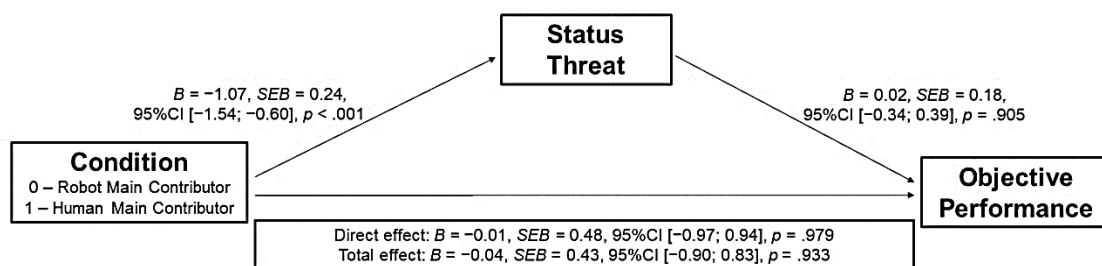 Status
Threat
B = −1.07, SEB = 0.24,
95%CI [−1.54; −0.60], p < .001
B = 0.02, SEB = 0.18,
95%CI [−0.34; 0.39], p = .905
Condition
0 – Robot Main Contributor
1 – Human Main Contributor
Objective
Performance
Direct effect: B = −0.01, SEB = 0.48, 95%CI [−0.97; 0.94], p = .979
Total effect: B = −0.04, SEB = 0.43, 95%CI [−0.90; 0.83], p = .933